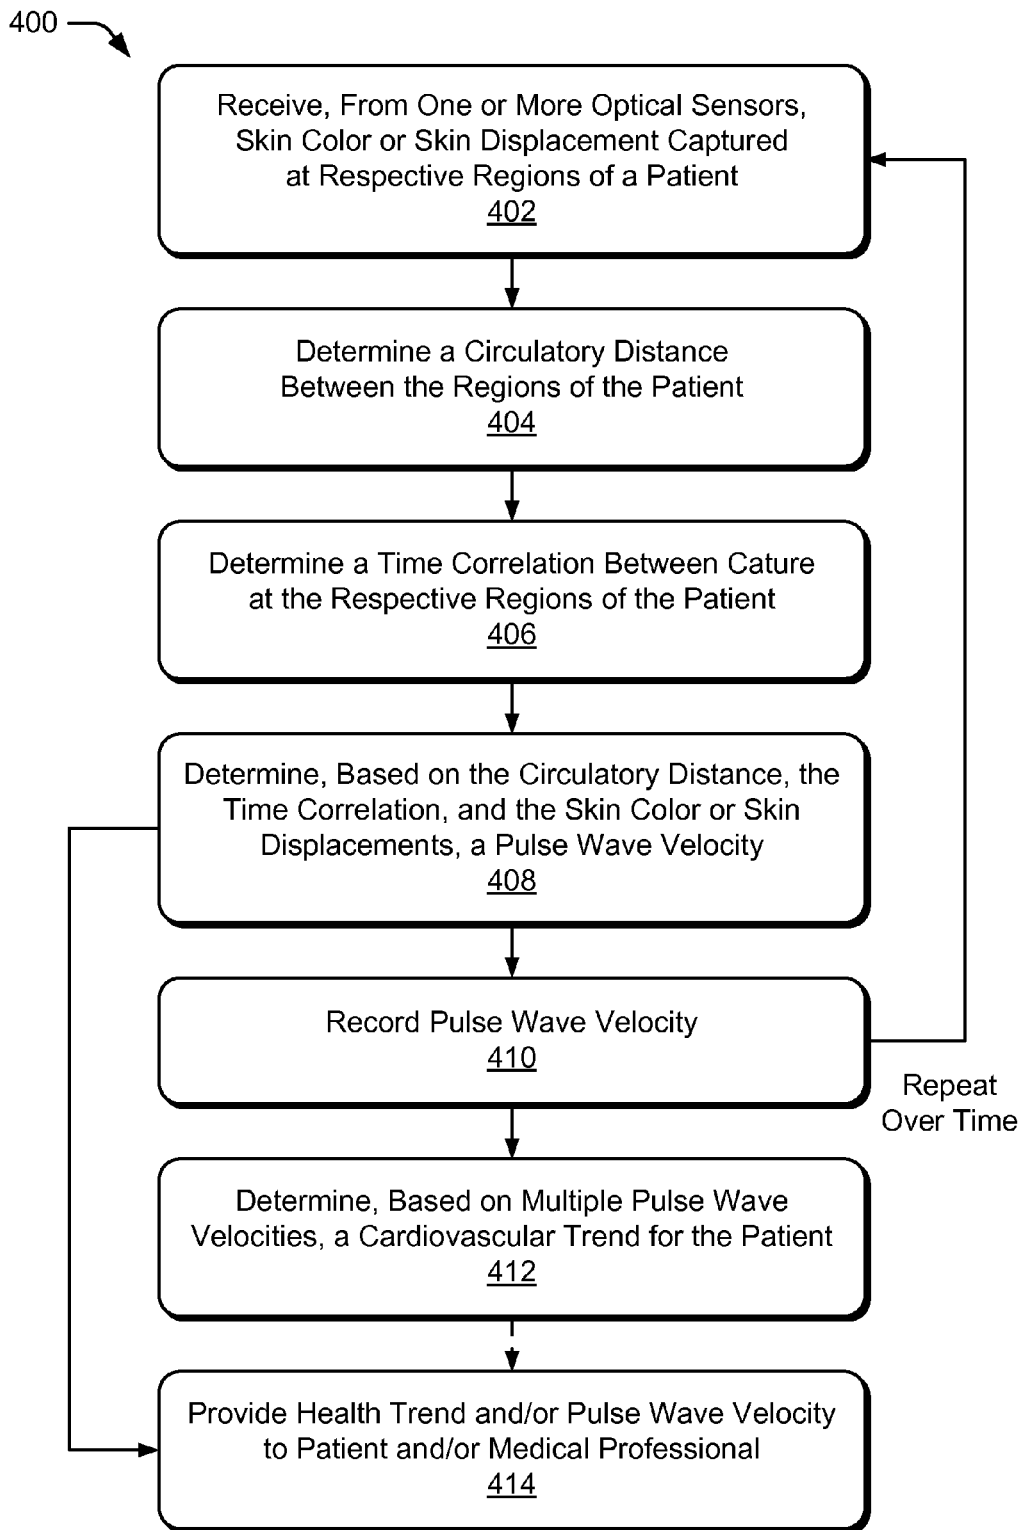 400
Receive, From One or More Optical Sensors,
Skin Color or Skin Displacement Captured
at Respective Regions of a Patient
402
Determine a Circulatory Distance
Between the Regions of the Patient
404
Determine a Time Correlation Between Cature
at the Respective Regions of the Patient
406
Determine, Based on the Circulatory Distance, the
Time Correlation, and the Skin Color or Skin
Displacements, a Pulse Wave Velocity
408
Record Pulse Wave Velocity
410
Repeat
Over Time
Determine, Based on Multiple Pulse Wave
Velocities, a Cardiovascular Trend for the Patient
412
Provide Health Trend and/or Pulse Wave Velocity
to Patient and/or Medical Professional
414